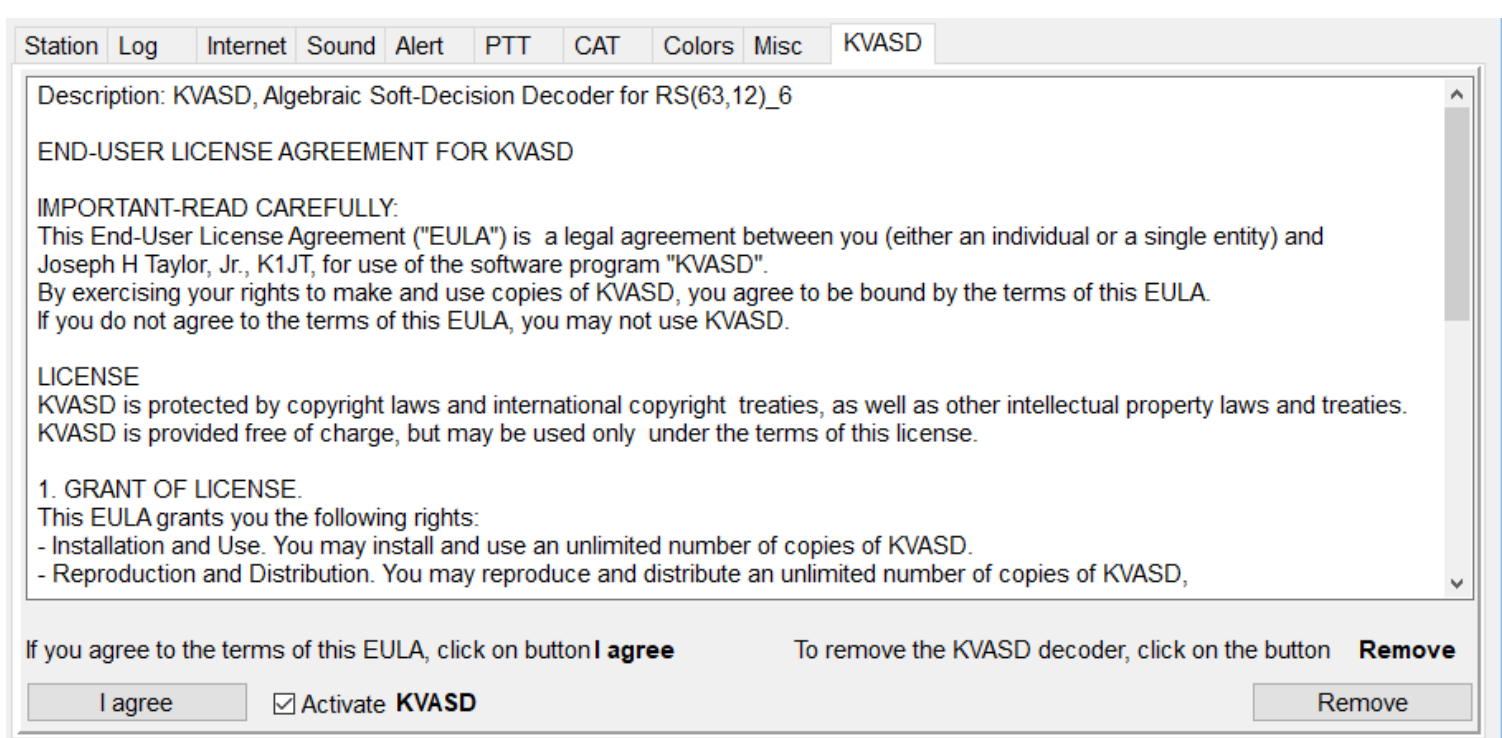 Station Log Internet Sound Alert PTT CAT Colors Misc KVASD
Description: KVASD, Algebraic Soft-Decision Decoder for RS(63,12)_6
END-USER LICENSE AGREEMENT FOR KVASD
IMPORTANT-READ CAREFULLY:
This End-User License Agreement ("EULA") is  a legal agreement between you (either an individual or a single entity) and
Joseph H Taylor, Jr., K1JT, for use of the software program "KVASD".
By exercising your rights to make and use copies of KVASD, you agree to be bound by the terms of this EULA.
If you do not agree to the terms of this EULA, you may not use KVASD.
LICENSE
KVASD is protected by copyright laws and international copyright  treaties, as well as other intellectual property laws and treaties.
KVASD is provided free of charge, but may be used only  under the terms of this license.
1. GRANT OF LICENSE.
This EULA grants you the following rights:
- Installation and Use. You may install and use an unlimited number of copies of KVASD.
- Reproduction and Distribution. You may reproduce and distribute an unlimited number of copies of KVASD,
If you agree to the terms of this EULA, click on button I agree To remove the KVASD decoder, click on the button Remove
I agree Activate KVASD Remove